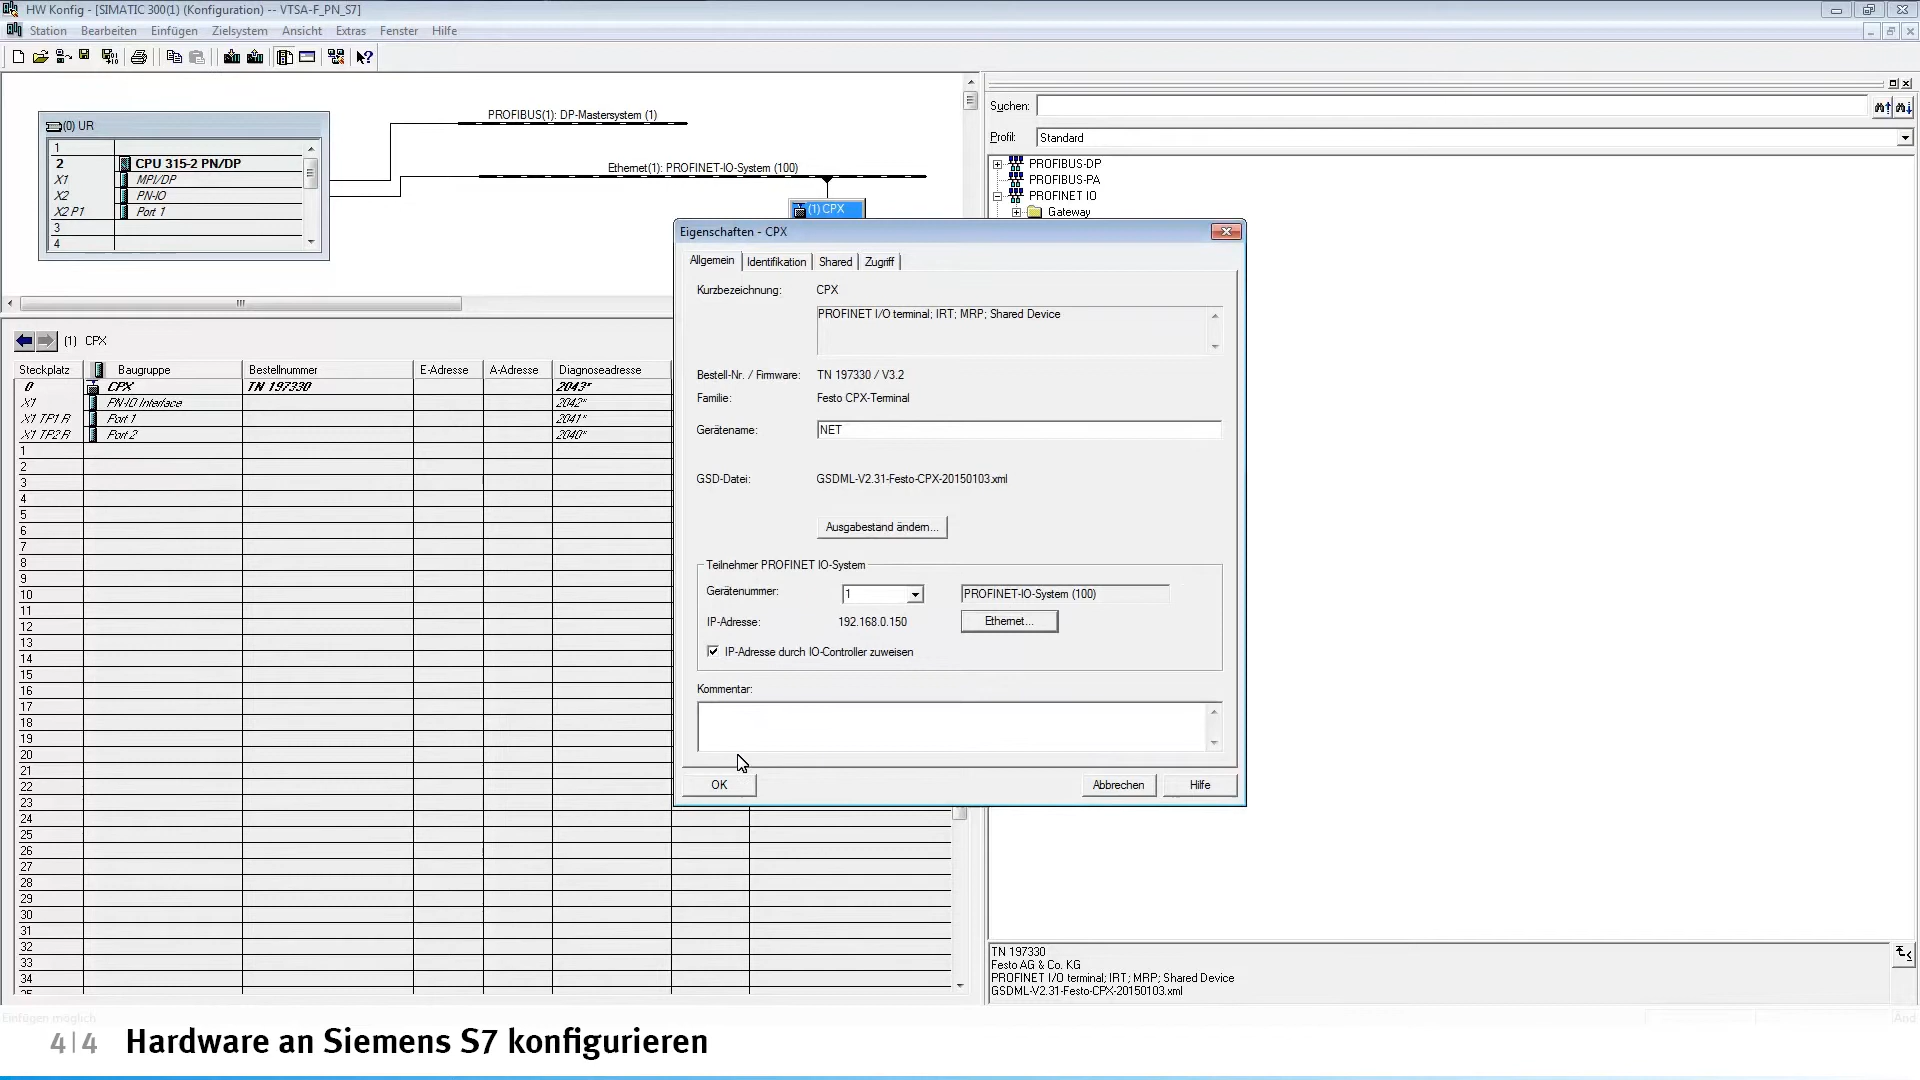 HW Konfig - [SIMATIC 300(1) (Konfiguration) -- VTSA-F_PN_S7]
Station Bearbeiten Einfügen Zielsystem Ansicht Extras Fenster Hilfe
PROFIBUS(1): DP-Mastersystem (1)
Ethernet(1): PROFINET-IO-System (100)
(1) CPX
(0) UR
1
2 CPU 315-2 PN/DP
X1 MPI/DP
X2 PN-IO
X2 P1 Port 1
3
4
Suchen:
Profil: Standard
PROFIBUS-DP
PROFIBUS-PA
PROFINET IO
Gateway
(1) CPX
Steckplatz Baugruppe Bestellnummer E-Adresse A-Adresse Diagnoseadresse
0 CPX TN 197330 2043*
X1 PN-IO Interface 2042*
X1 TP1 R Port 1 2041*
X1 TP2 R Port 2 2040*
1
2
3
4
5
6
7
8
9
10
11
12
13
14
15
16
17
18
19
20
21
22
23
24
25
26
27
28
29
30
31
32
33
34
Eigenschaften - CPX
Allgemein Identifikation Shared Zugriff
Kurzbezeichnung: CPX
PROFINET I/O terminal; IRT; MRP; Shared Device
Bestell-Nr. / Firmware: TN 197330 / V3.2
Familie: Festo CPX-Terminal
Gerätename: NET
GSD-Datei: GSDML-V2.31-Festo-CPX-20150103.xml
Ausgabestand ändern...
Teilnehmer PROFINET IO-System
Gerätenummer: 1 PROFINET-IO-System (100)
IP-Adresse: 192.168.0.150 Ethernet...
IP-Adresse durch IO-Controller zuweisen
Kommentar:
OK Abbrechen Hilfe
TN 197330
Festo AG & Co. KG
PROFINET I/O terminal; IRT; MRP; Shared Device
GSDML-V2.31-Festo-CPX-20150103.xml
Einfügen möglich
4|4 Hardware an Siemens S7 konfigurieren